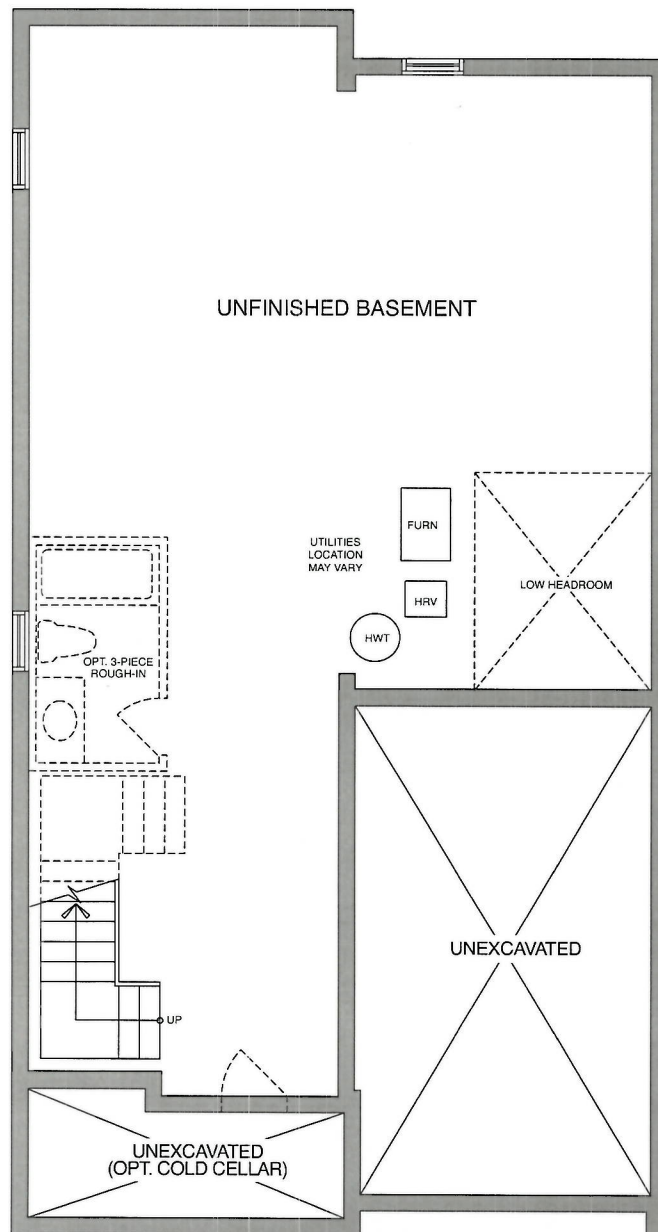 UNFINISHED BASEMENT
UTILITIES
LOCATION
MAY VARY
FURN
HRV
HWT
LOW HEADROOM
OPT. 3-PIECE
ROUGH-IN
UNEXCAVATED
UP
UNEXCAVATED
(OPT. COLD CELLAR)